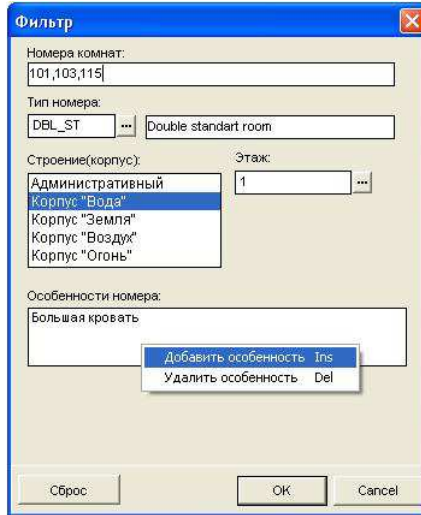 Фильтр
Номера комнат:
101,103,115
Тип номера:
DBL_ST ... Double standart room
Строение(корпус):
Этаж:
Административный
1 ...
Корпус "Вода"
Корпус "Земля"
Корпус "Воздух"
Корпус "Огонь"
Особенности номера:
Большая кровать
Добавить особенность Ins
Удалить особенность Del
Сброс OK Cancel